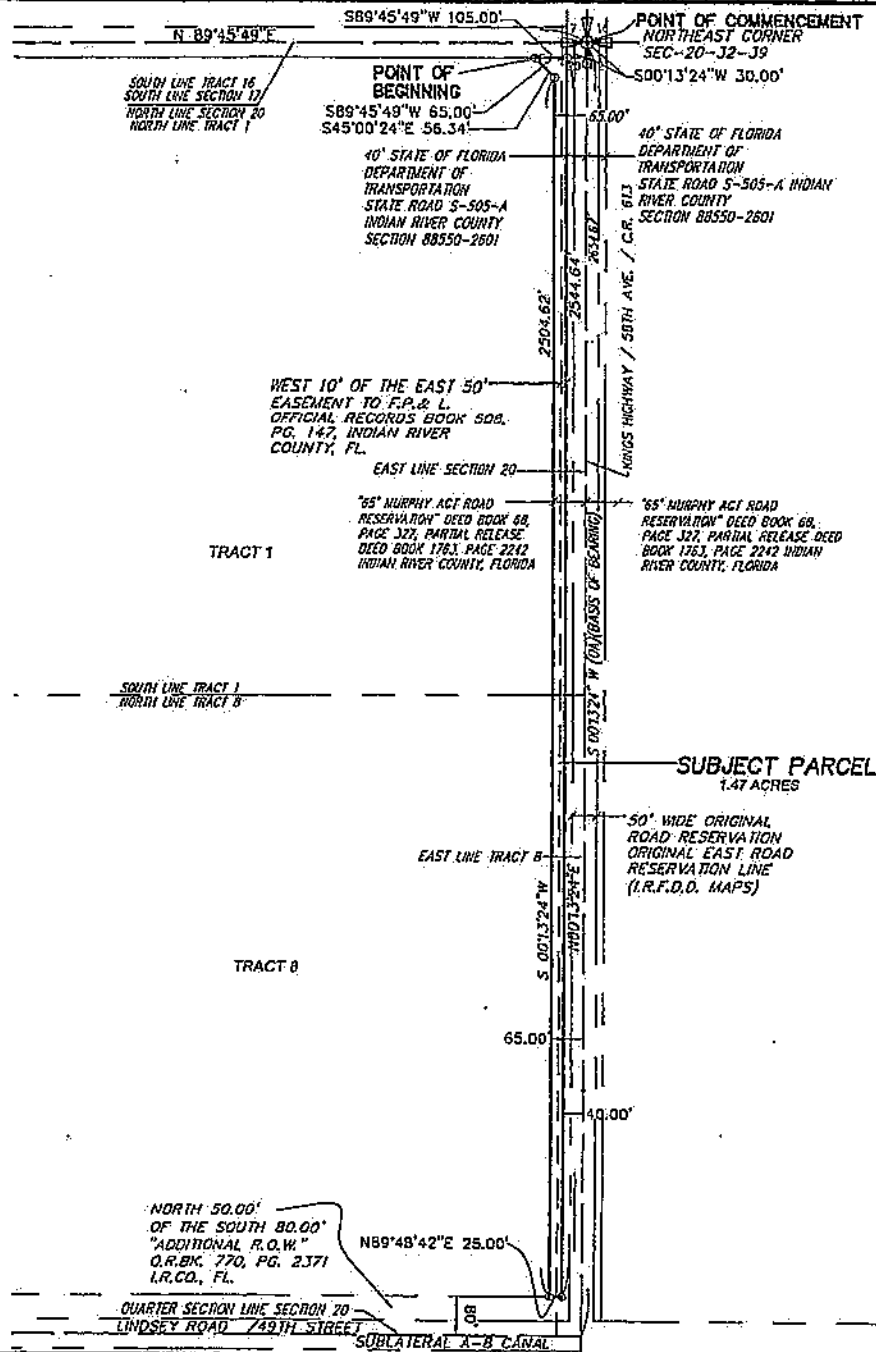 S89°45'49"W 105.00'
POINT OF COMMENCEMENT
NORTHEAST CORNER
SEC-20-32-39
N 89°45'49"E
S00°13'24"W 30.00'
SOUTH LINE TRACT 16
SOUTH LINE SECTION 17
NORTH LINE SECTION 20
NORTH LINE TRACT 1
POINT OF
BEGINNING
S89°45'49"W 65.00'
S45°00'24"E 56.34'
65.00'
40' STATE OF FLORIDA
DEPARTMENT OF
TRANSPORTATION
STATE ROAD S-505-A
INDIAN RIVER COUNTY
SECTION 88550-2601
40' STATE OF FLORIDA
DEPARTMENT OF
TRANSPORTATION
STATE ROAD S-505-A INDIAN
RIVER COUNTY
SECTION 88550-2601
2504.62'
2544.64'
2654.67'
KINGS HIGHWAY / 58TH AVE. / C.R. 613
WEST 10' OF THE EAST 50'
EASEMENT TO F.P.& L.
OFFICIAL RECORDS BOOK 508,
PG. 147, INDIAN RIVER
COUNTY, FL.
EAST LINE SECTION 20
"65' MURPHY ACT ROAD
RESERVATION" DEED BOOK 68,
PAGE 327, PARTIAL RELEASE
DEED BOOK 1763, PAGE 2242
INDIAN RIVER COUNTY, FLORIDA
"65' MURPHY ACT ROAD
RESERVATION" DEED BOOK 68,
PAGE 327, PARTIAL RELEASE DEED
BOOK 1763, PAGE 2242 INDIAN
RIVER COUNTY, FLORIDA
TRACT 1
S 00°13'24" W (OA)(BASIS OF BEARING)
SOUTH LINE TRACT 1
NORTH LINE TRACT 8
SUBJECT PARCEL
1.47 ACRES
50' WIDE ORIGINAL
ROAD RESERVATION
ORIGINAL EAST ROAD
RESERVATION LINE
(I.R.F.D.D. MAPS)
EAST LINE TRACT 8
S 00°13'24"W
N00°13'24"E
TRACT 8
65.00'
40.00'
NORTH 50.00'
OF THE SOUTH 80.00'
"ADDITIONAL R.O.W."
O.R.BK. 770, PG. 2371
I.R.CO., FL.
N89°48'42"E 25.00'
QUARTER SECTION LINE SECTION 20
LINDSEY ROAD /49TH STREET
80'
SUBLATERAL A-8 CANAL